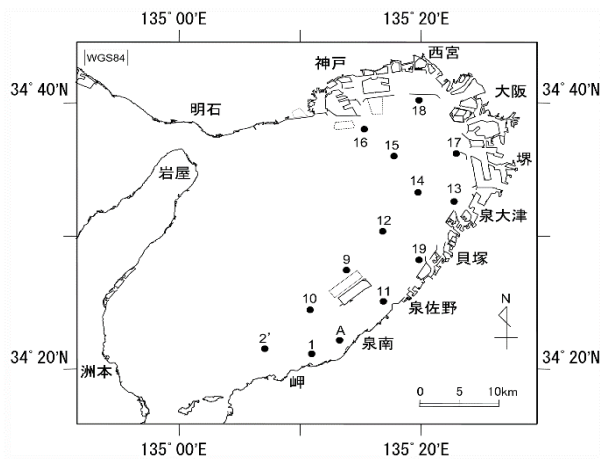 135°00'E 135°20'E
WGS84
神戸 西宮
34°40'N 34°40'N
大阪
明石
18
16
15 17
堺
岩屋
14 13
泉大津
12
19 貝塚
9
10 11
泉佐野
N
2' 1 A 泉南
34°20'N 34°20'N
洲本 岬
0 5 10km
135°00'E 135°20'E